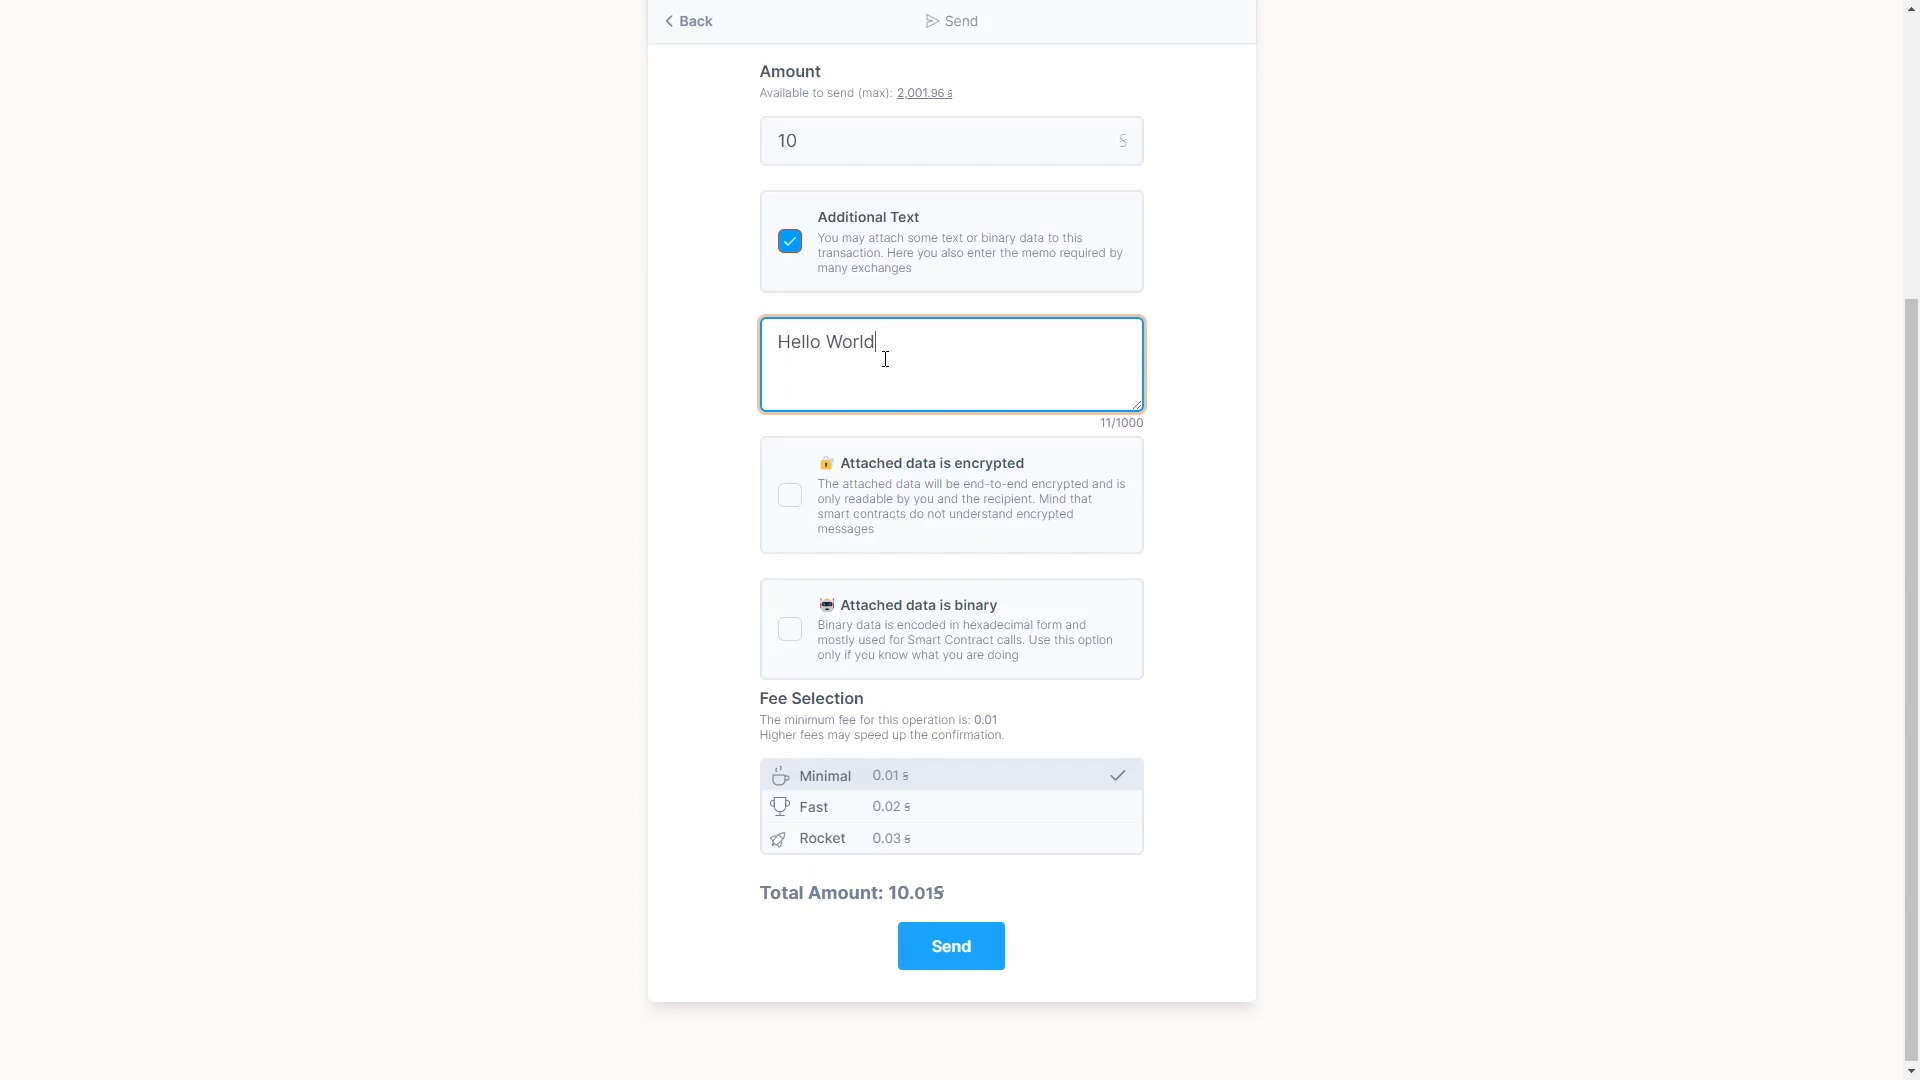 Back
Send
Amount
Available to send (max): 2,001.96 Ꞩ
10 Ꞩ
Additional Text
You may attach some text or binary data to this
transaction. Here you also enter the memo required by
many exchanges
Hello World
11/1000
🔐 Attached data is encrypted
The attached data will be end-to-end encrypted and is
only readable by you and the recipient. Mind that
smart contracts do not understand encrypted
messages
🤖 Attached data is binary
Binary data is encoded in hexadecimal form and
mostly used for Smart Contract calls. Use this option
only if you know what you are doing
Fee Selection
The minimum fee for this operation is: 0.01
Higher fees may speed up the confirmation.
Minimal 0.01 Ꞩ
Fast 0.02 Ꞩ
Rocket 0.03 Ꞩ
Total Amount: 10.01Ꞩ
Send